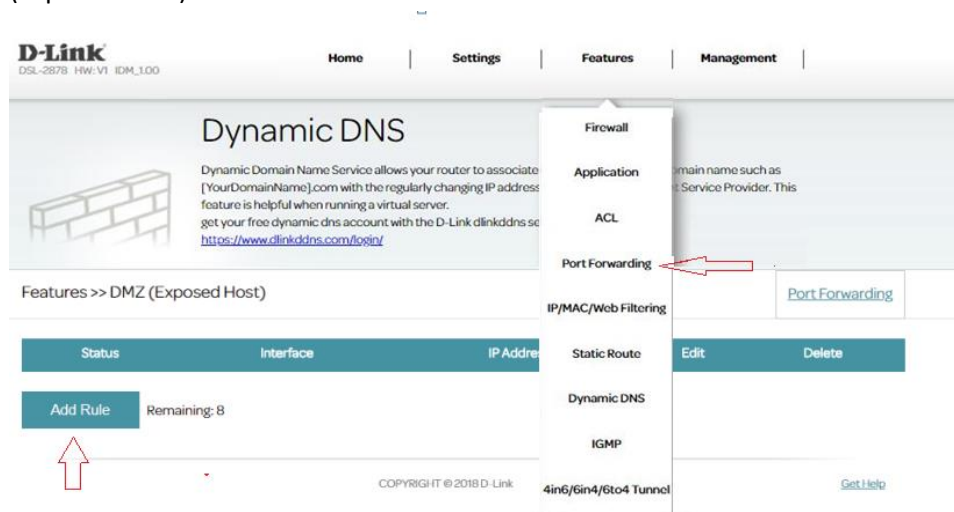 D-Link
DSL-2878 HW: V1 IDM_1.00
Home
Settings
Features
Management
Dynamic DNS
Dynamic Domain Name Service allows your router to associate
omain name such as
[YourDomainName].com with the regularly changing IP address
Service Provider. This
feature is helpful when running a virtual server.
get your free dynamic dns account with the D-Link dlinkddns se
https://www.dlinkddns.com/login/
Firewall
Application
ACL
Port Forwarding
IP/MAC/Web Filtering
Static Route
Dynamic DNS
IGMP
4in6/6in4/6to4 Tunnel
Features >> DMZ (Exposed Host)
Port Forwarding
Status
Interface
IP Addre
Edit
Delete
Add Rule
Remaining: 8
COPYRIGHT © 2018 D-Link
Get Help